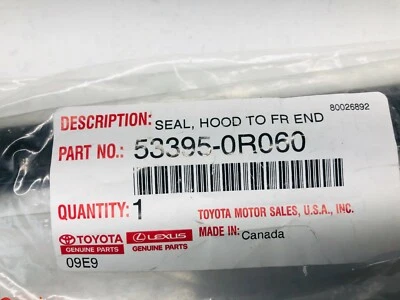 80026892
DESCRIPTION: SEAL, HOOD TO FR END
PART NO.: 53395-0R060
QUANTITY: 1 TOYOTA MOTOR SALES, U.S.A., INC.
TOYOTA LEXUS MADE IN: Canada
GENUINE PARTS GENUINE PARTS
09E9